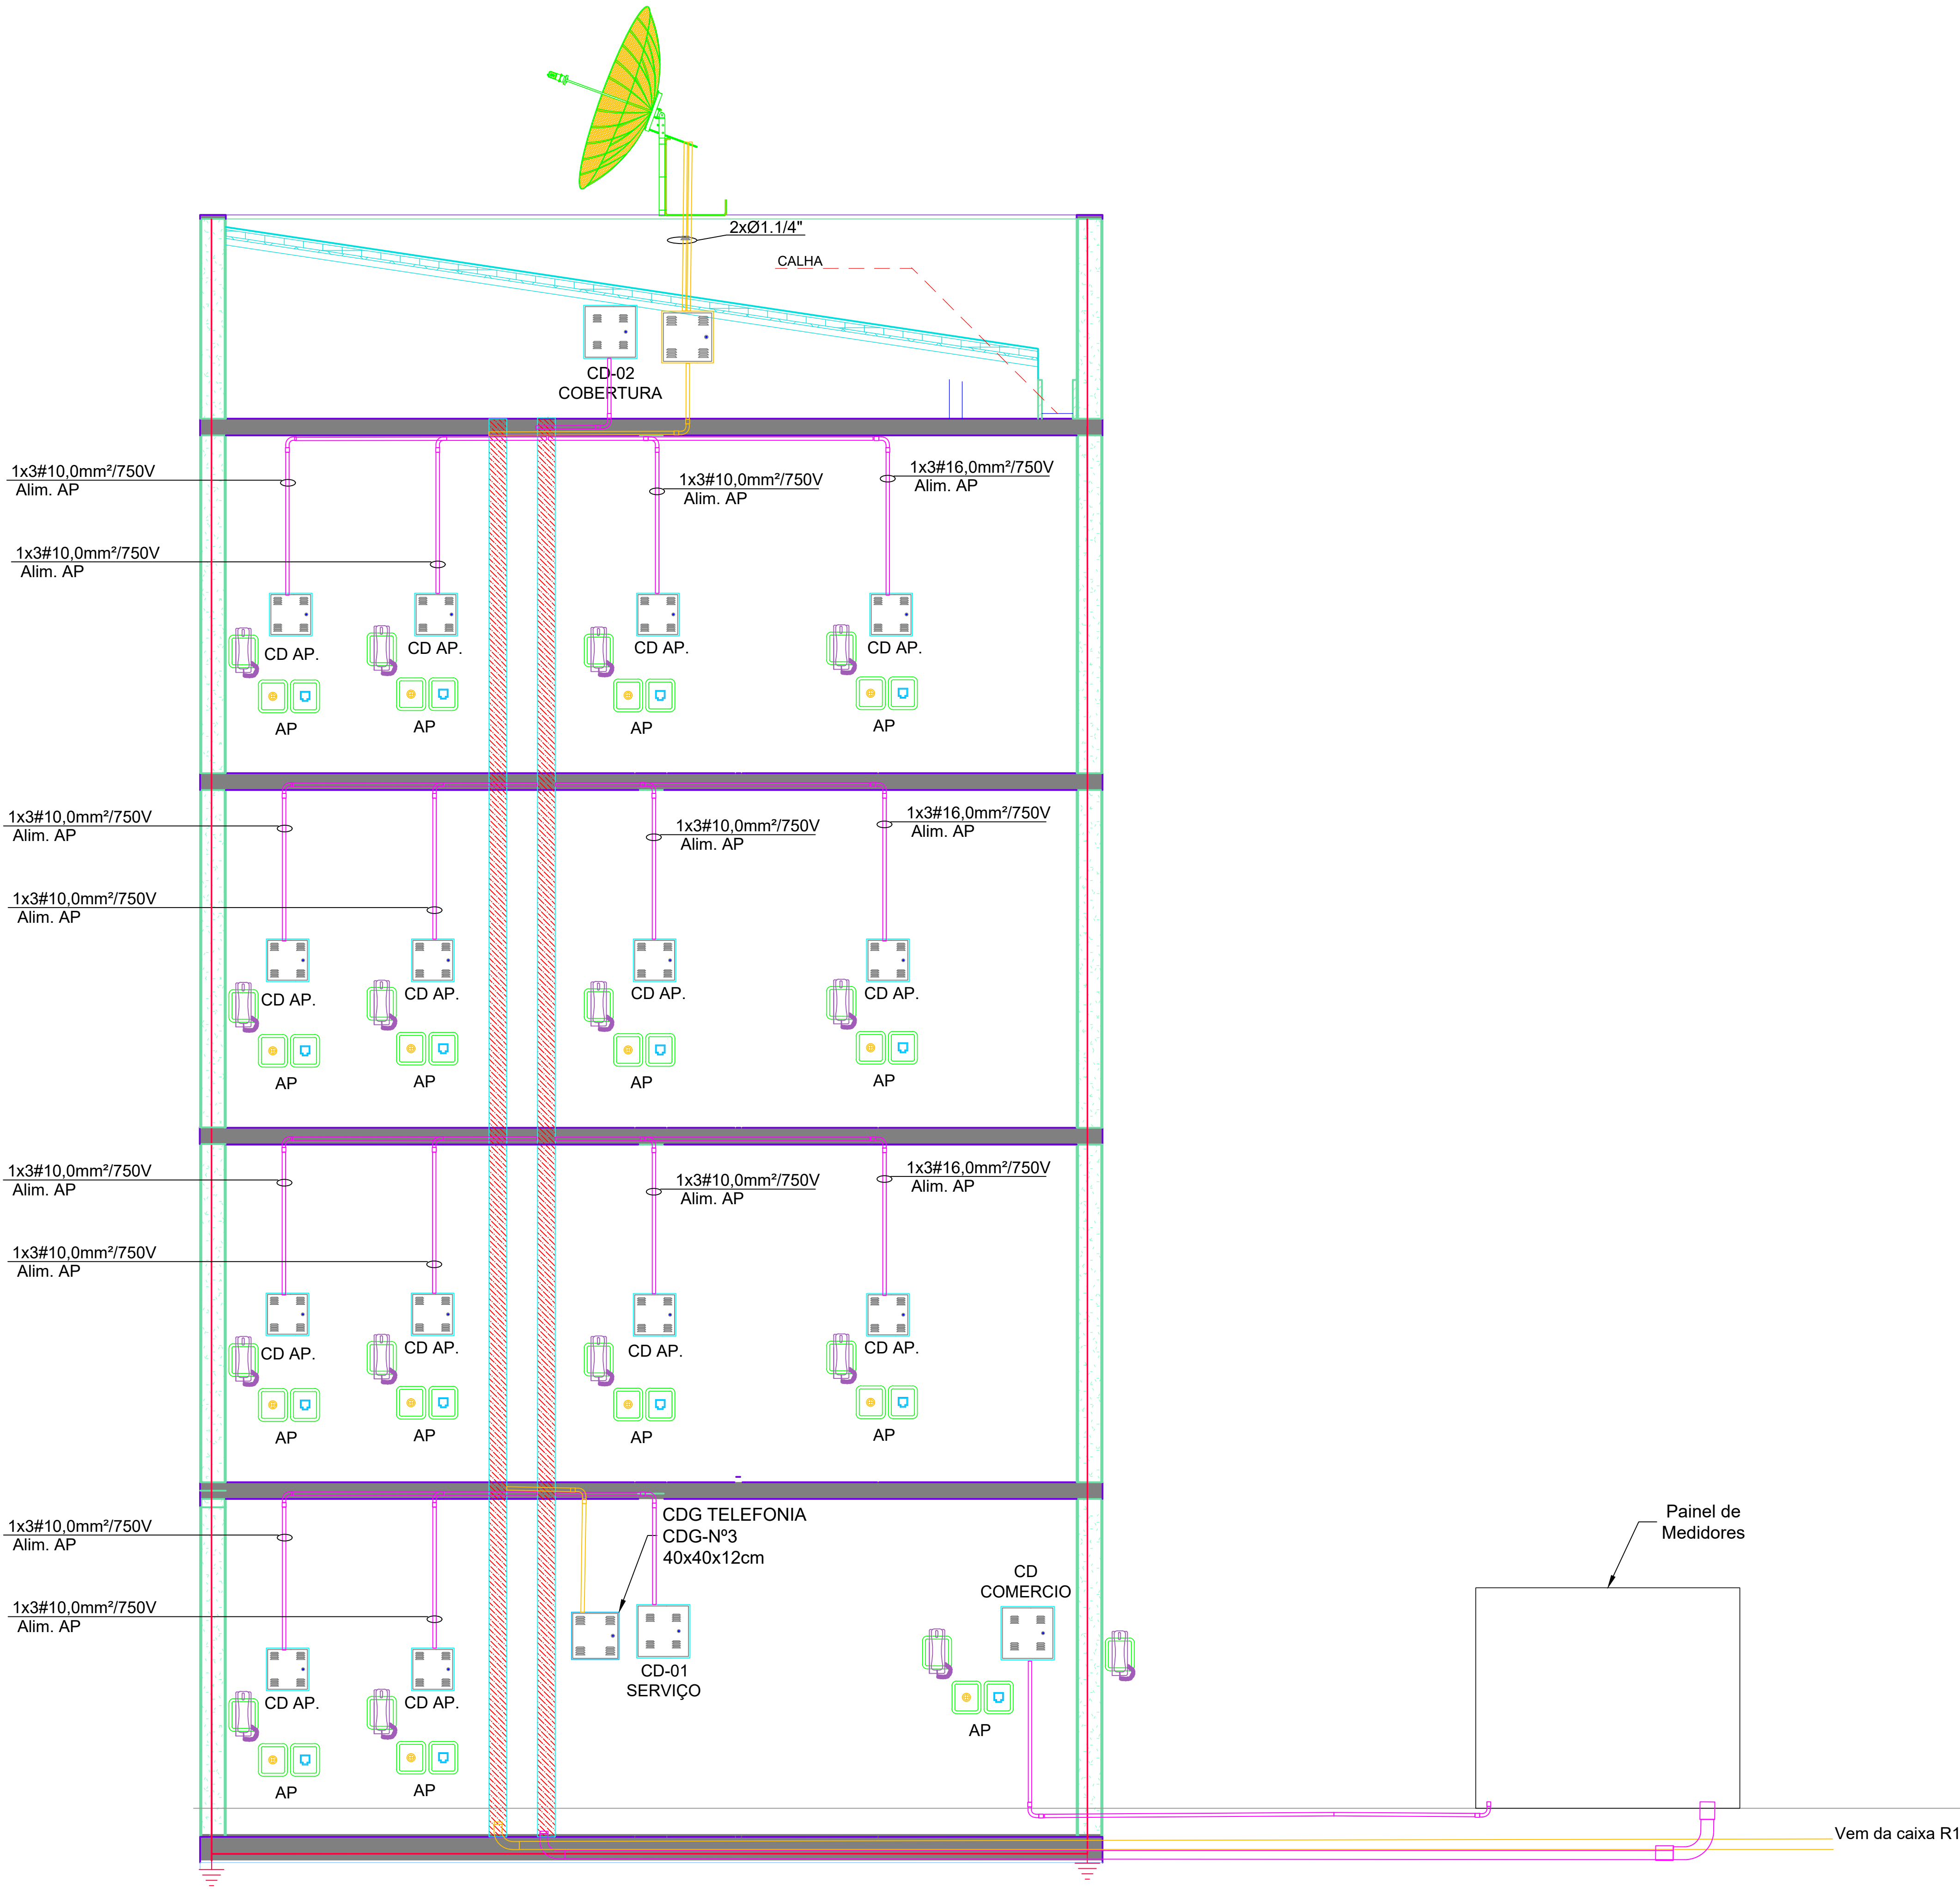 2xØ1.1/4"
CALHA
CD-02
COBERTURA
1x3#10,0mm²/750V
Alim. AP
1x3#10,0mm²/750V
Alim. AP
1x3#16,0mm²/750V
Alim. AP
1x3#10,0mm²/750V
Alim. AP
CD AP.
CD AP.
CD AP.
CD AP.
AP
AP
AP
AP
1x3#10,0mm²/750V
Alim. AP
1x3#10,0mm²/750V
Alim. AP
1x3#16,0mm²/750V
Alim. AP
1x3#10,0mm²/750V
Alim. AP
CD AP.
CD AP.
CD AP.
CD AP.
AP
AP
AP
AP
1x3#10,0mm²/750V
Alim. AP
1x3#10,0mm²/750V
Alim. AP
1x3#16,0mm²/750V
Alim. AP
1x3#10,0mm²/750V
Alim. AP
CD AP.
CD AP.
CD AP.
CD AP.
AP
AP
AP
AP
1x3#10,0mm²/750V
Alim. AP
CDG TELEFONIA
CDG-Nº3
40x40x12cm
Painel de
Medidores
1x3#10,0mm²/750V
Alim. AP
CD
COMERCIO
CD AP.
CD AP.
CD-01
SERVIÇO
AP
AP
AP
Vem da caixa R1